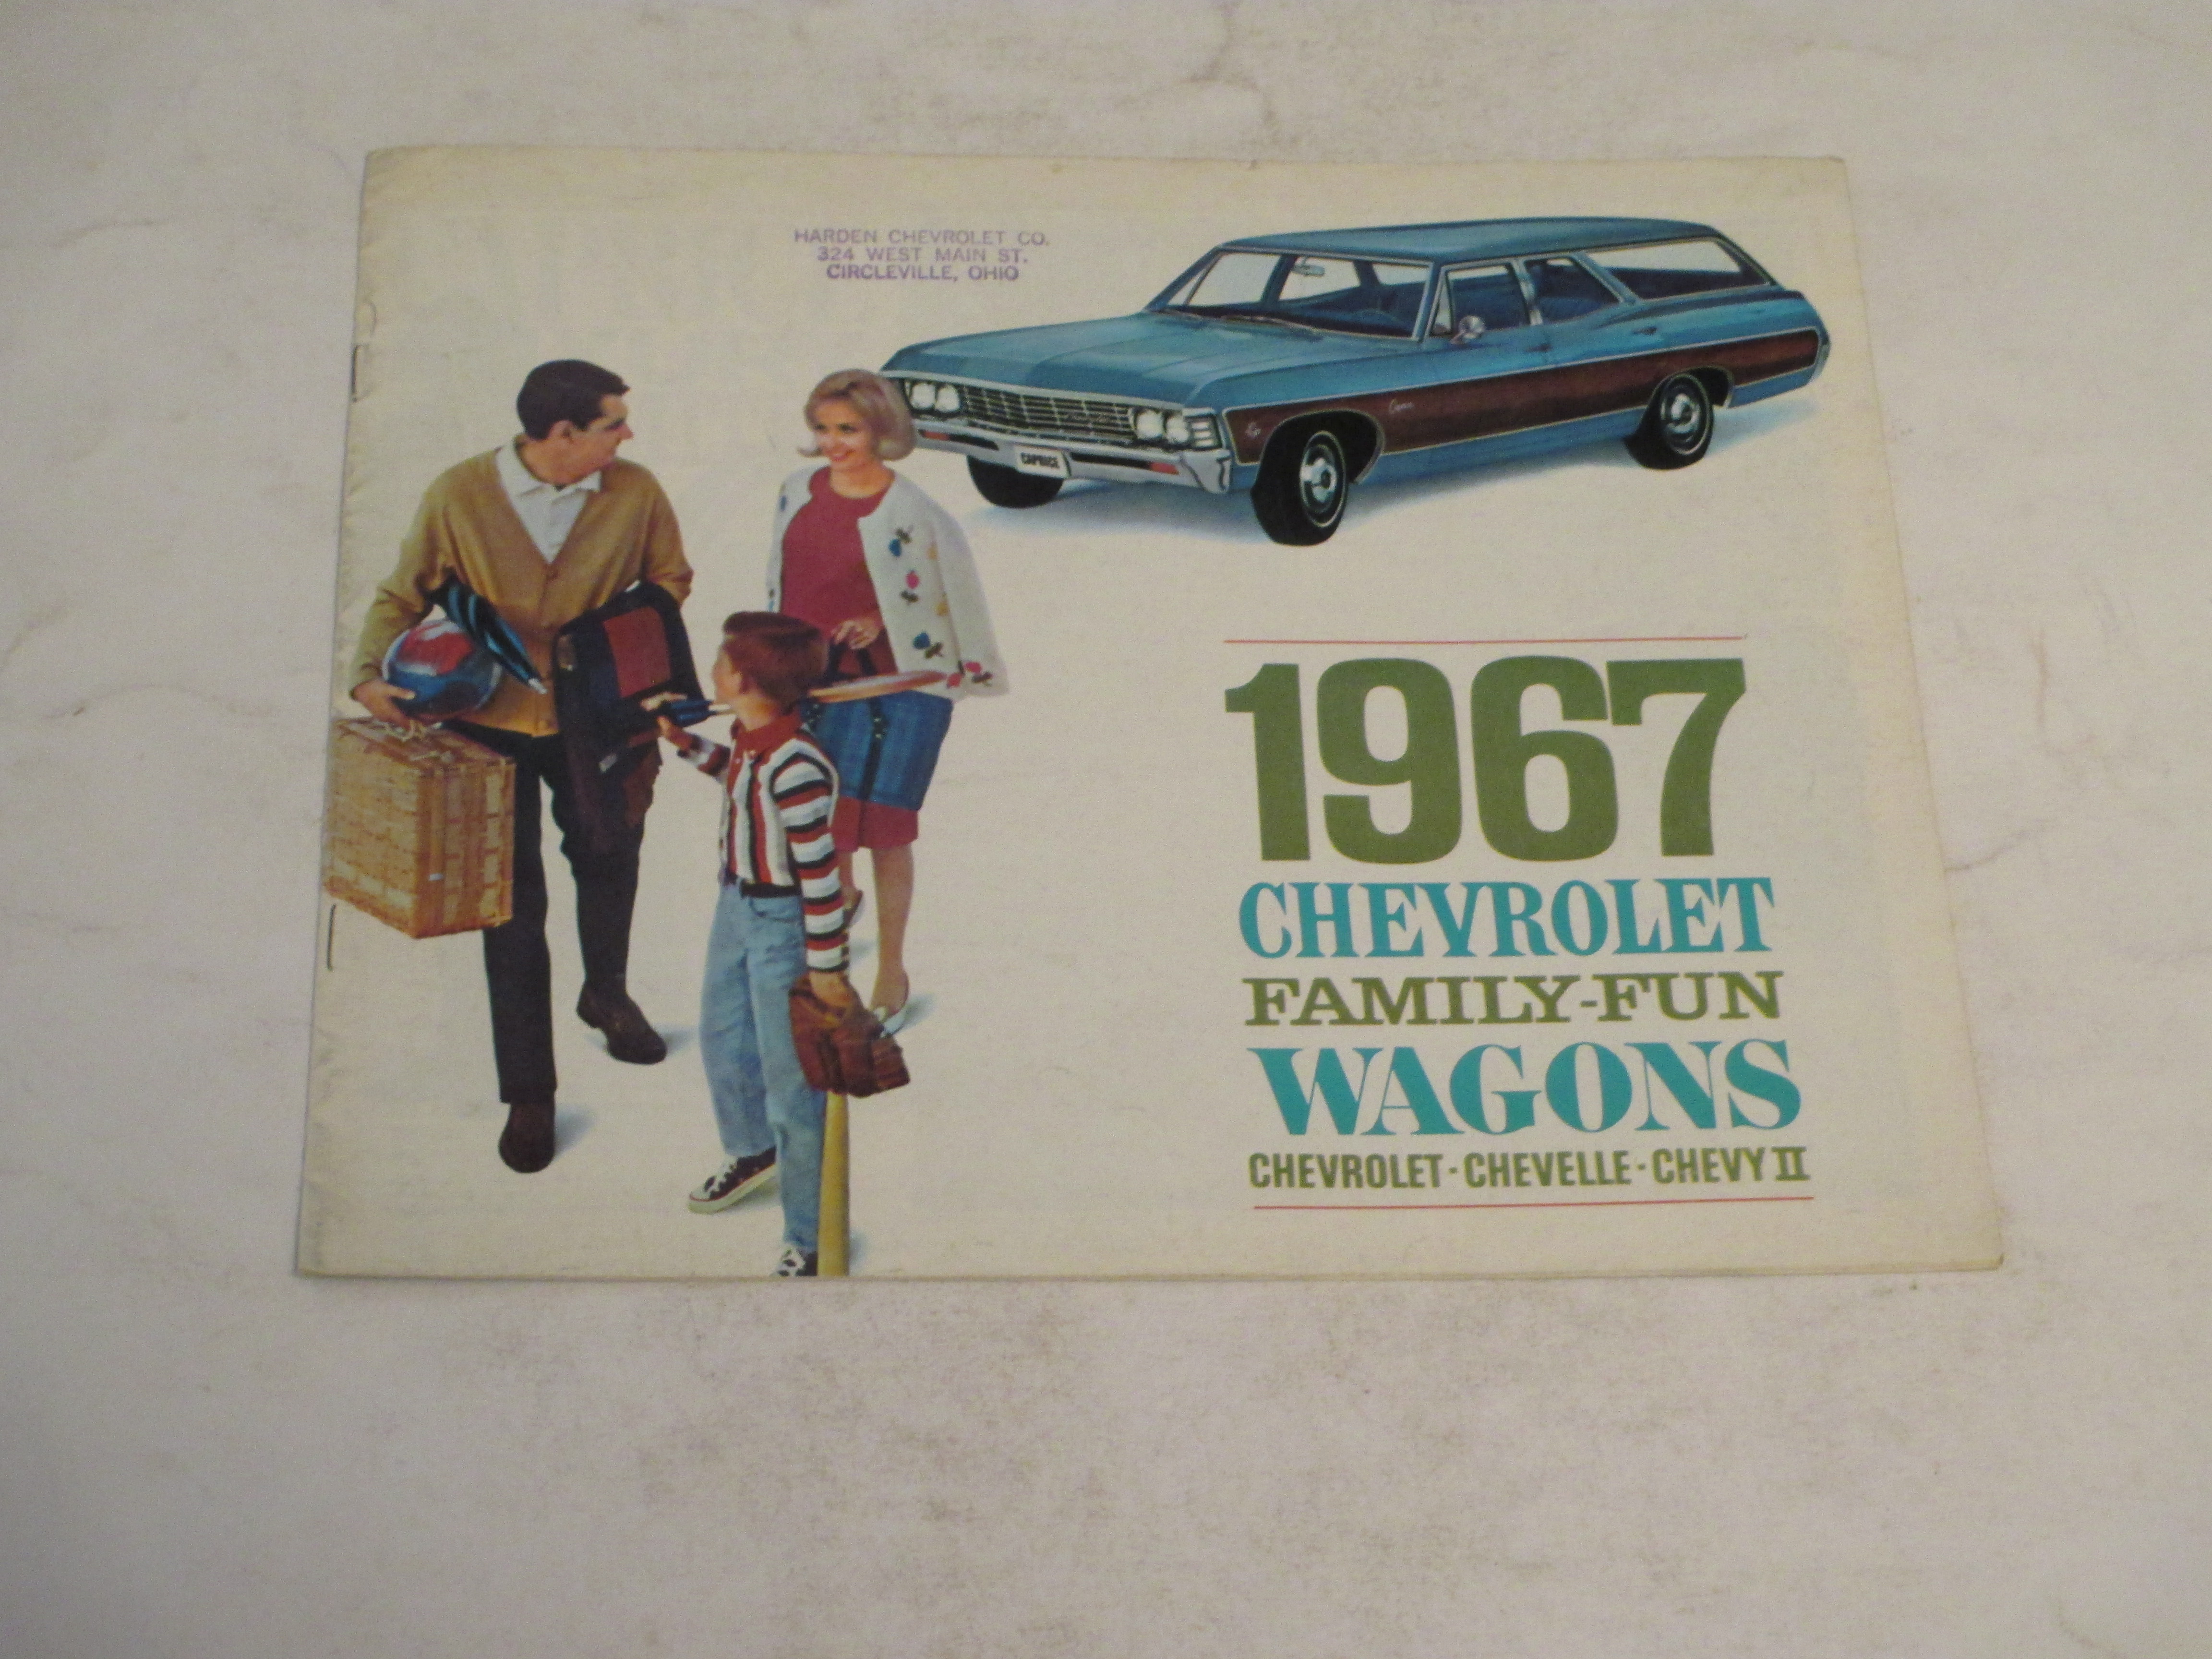 HARDEN CHEVROLET CO.
324 WEST MAIN ST.
CIRCLEVILLE, OHIO
CAPRICE
Caprice
1967
CHEVROLET
FAMILY-FUN
WAGONS
CHEVROLET - CHEVELLE - CHEVY II